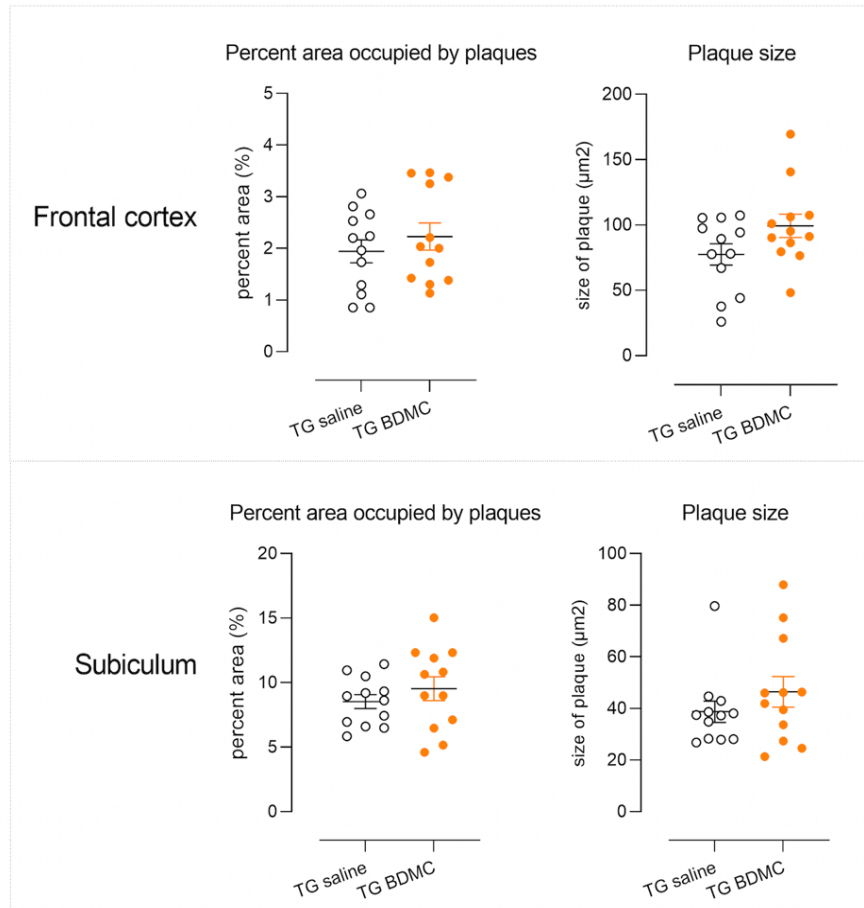 Percent area occupied by plaques
Plaque size
Frontal cortex
percent area (%)
5
4
3
2
1
0
TG saline
TG BDMC
size of plaque (µm2)
200
150
100
50
0
TG saline
TG BDMC
Percent area occupied by plaques
Plaque size
Subiculum
percent area (%)
20
15
10
5
0
TG saline
TG BDMC
size of plaque (µm2)
100
80
60
40
20
0
TG saline
TG BDMC